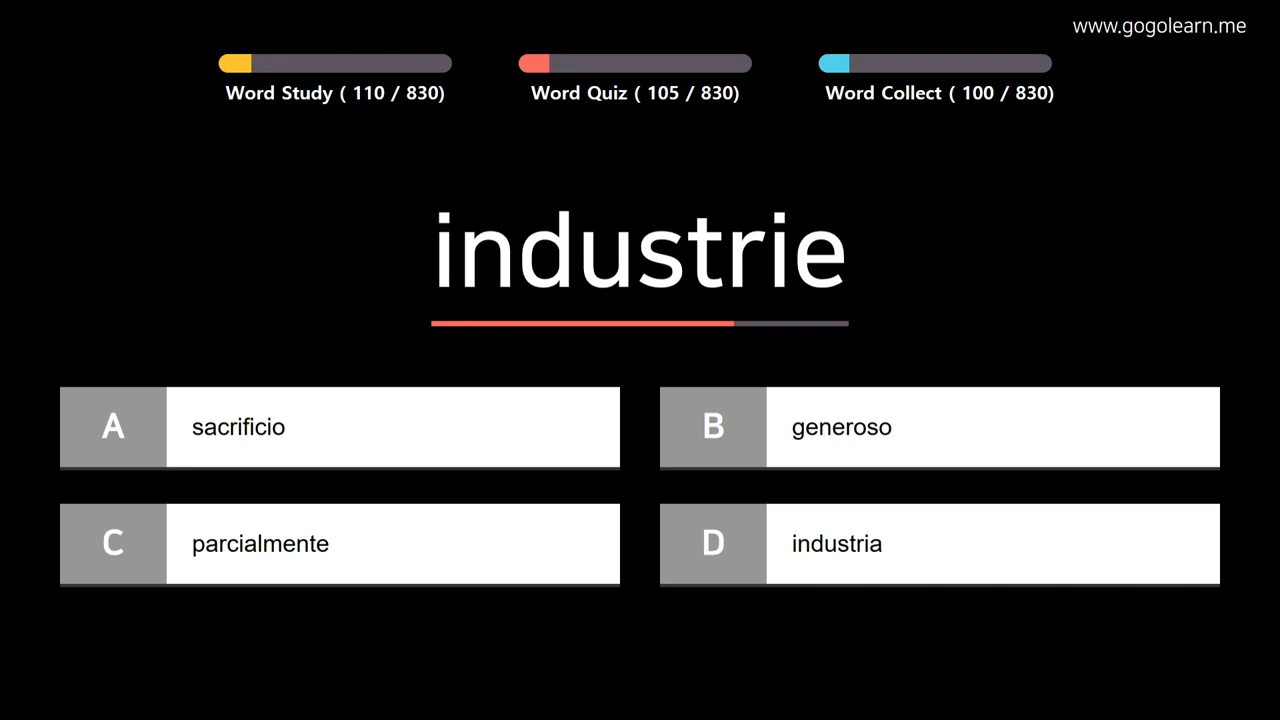 www.gogolearn.me
Word Study ( 110 / 830)
Word Quiz ( 105 / 830)
Word Collect ( 100 / 830)
industrie
A sacrificio
B generoso
C parcialmente
D industria